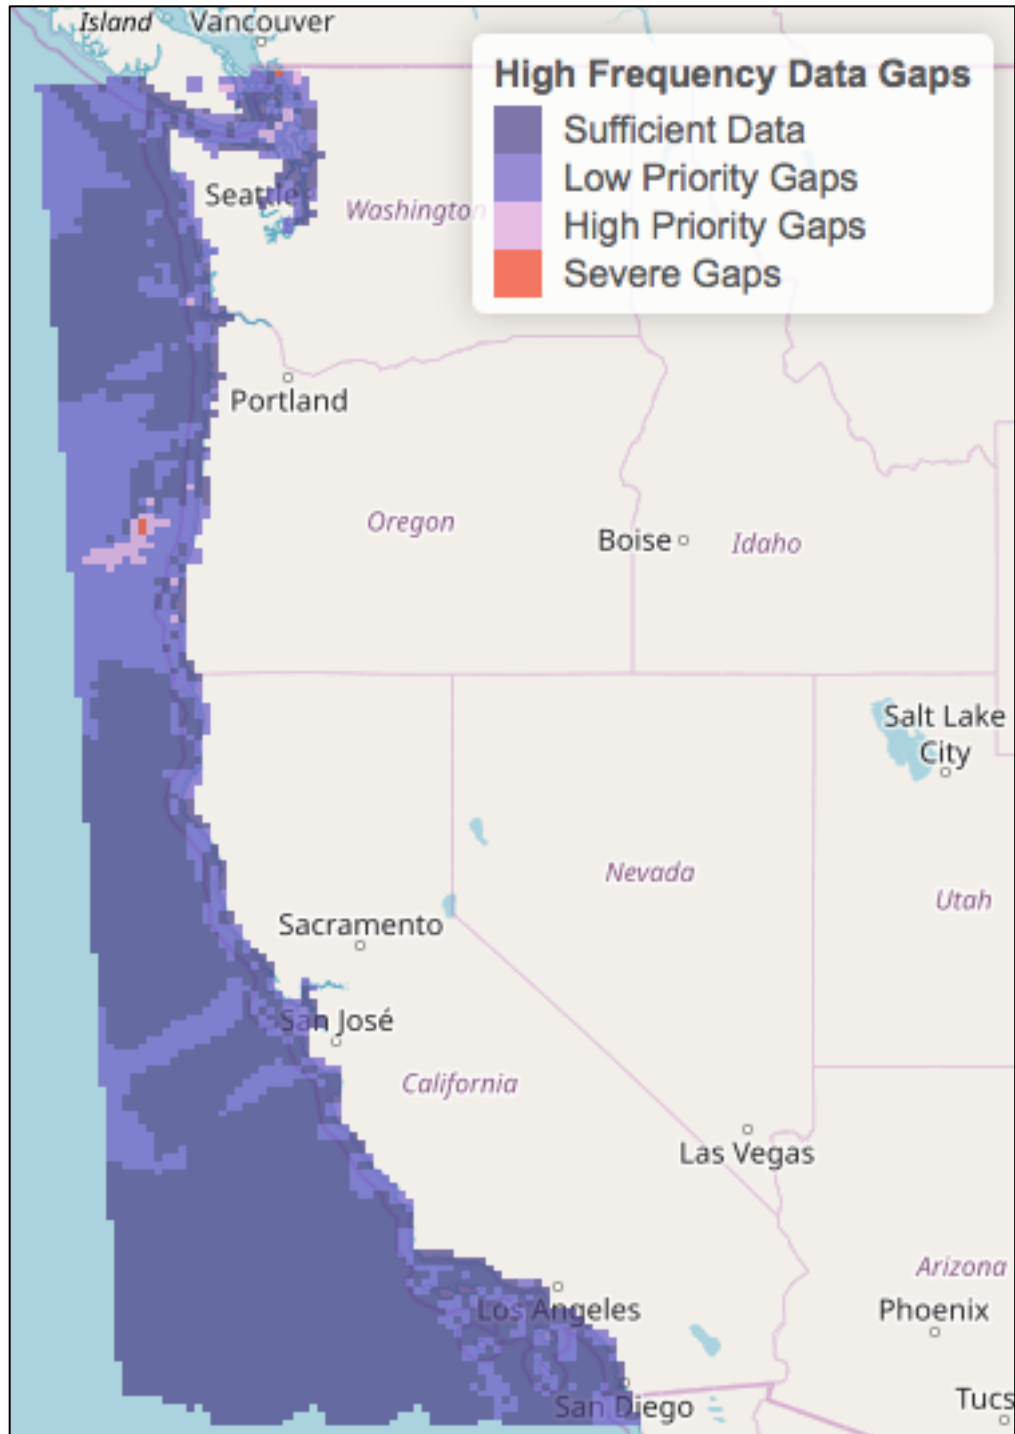 Island
Vancouver
High Frequency Data Gaps
Sufficient Data
Low Priority Gaps
High Priority Gaps
Severe Gaps
Seattle
Washington
Portland
Oregon
Boise
Idaho
Salt Lake
City
Nevada
Utah
Sacramento
San José
California
Las Vegas
Arizona
Los Angeles
Phoenix
San Diego
Tucs